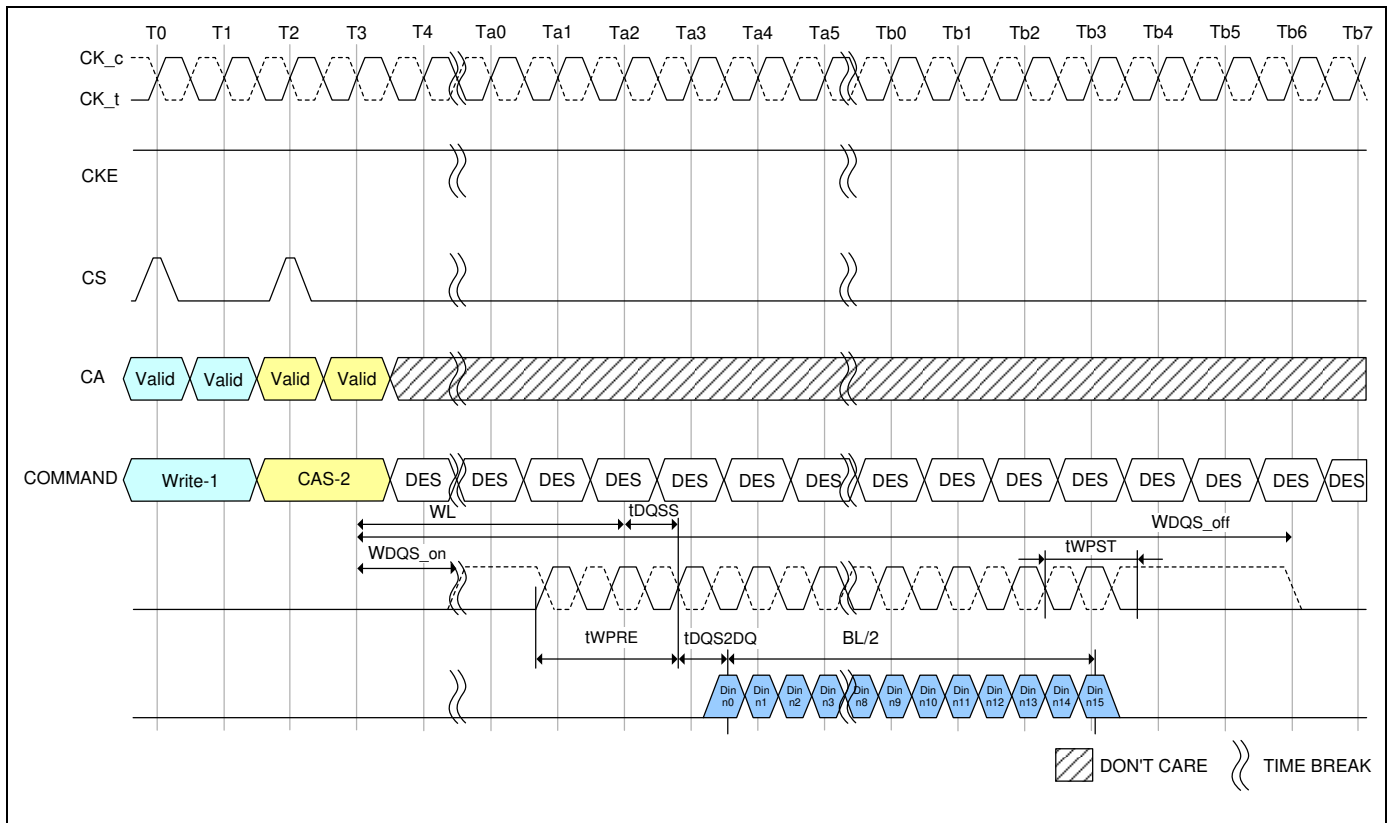 T0 T1 T2 T3 T4 Ta0 Ta1 Ta2 Ta3 Ta4 Ta5 Tb0 Tb1 Tb2 Tb3 Tb4 Tb5 Tb6 Tb7
CK_c
CK_t
CKE
CS
CA Valid Valid Valid Valid
COMMAND Write-1 CAS-2 DES DES DES DES DES DES DES DES DES DES DES DES DES DES DES
WL tDQSS WDQS_off
WDQS_on tWPST
tWPRE tDQS2DQ BL/2
Din Din Din Din Din Din Din Din Din Din Din Din
n0 n1 n2 n3 n8 n9 n10 n11 n12 n13 n14 n15
DON'T CARE TIME BREAK